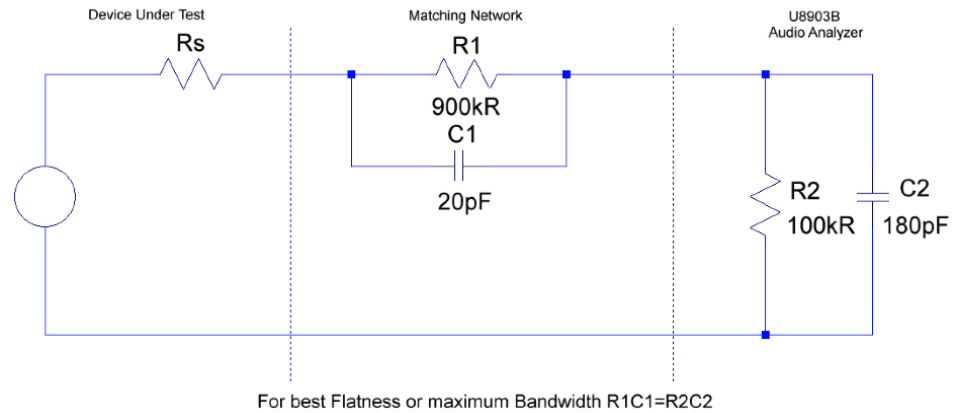 Device Under Test
Matching Network
U8903B
Audio Analyzer
Rs
R1
900kR
C1
20pF
R2
100kR
C2
180pF
For best Flatness or maximum Bandwidth R1C1=R2C2